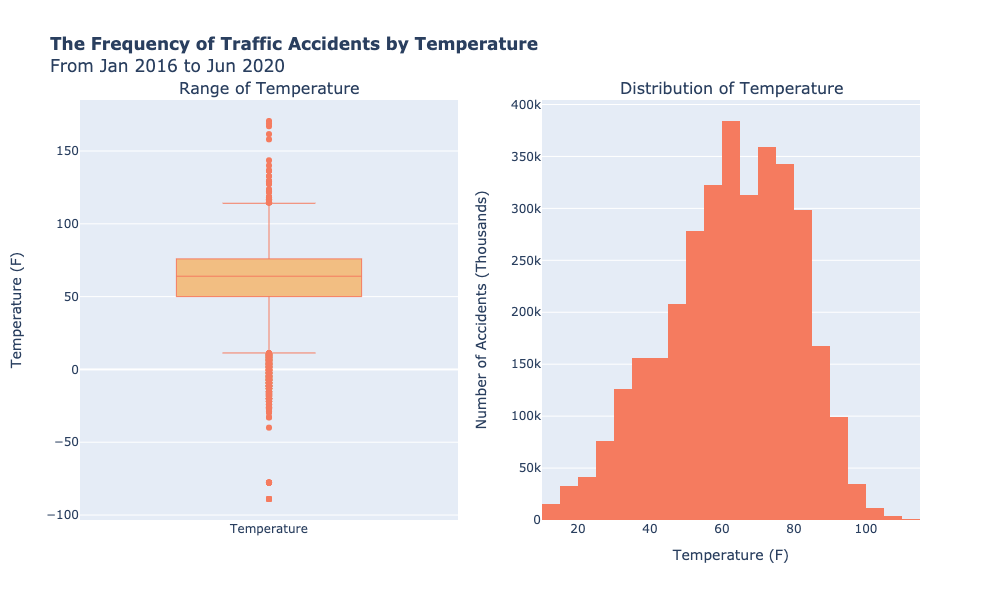 The Frequency of Traffic Accidents by Temperature
From Jan 2016 to Jun 2020
Range of Temperature
Temperature (F)
150
100
50
0
−50
−100
Temperature
Distribution of Temperature
Number of Accidents (Thousands)
400k
350k
300k
250k
200k
150k
100k
50k
0
20 40 60 80 100
Temperature (F)